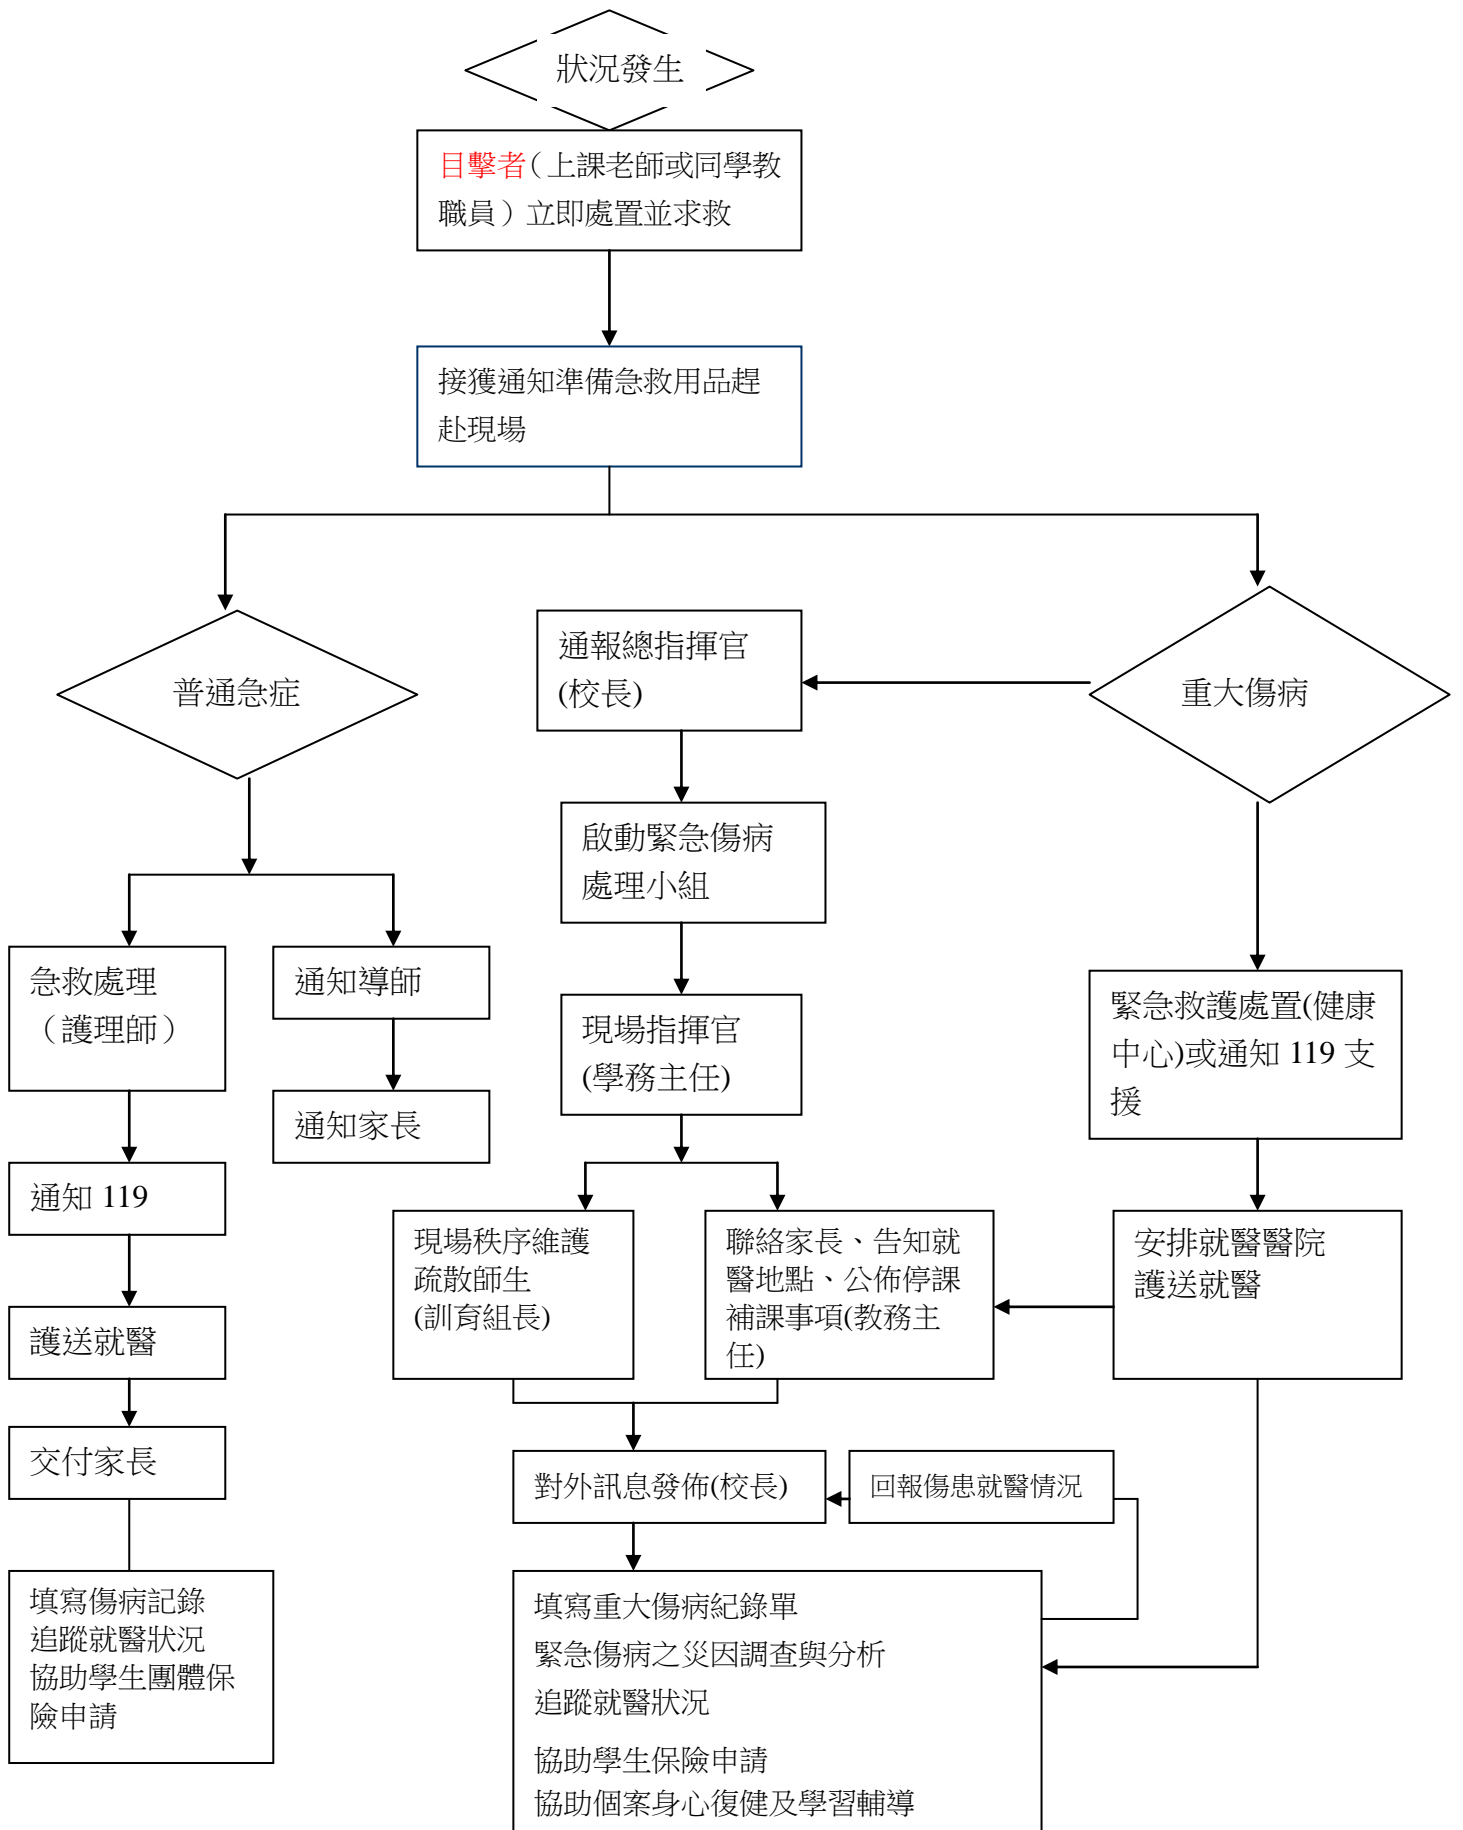 狀況發生
目擊者（上課老師或同學教
職員）立即處置並求救
接獲通知準備急救用品趕
赴現場
普通急症
通報總指揮官
(校長)
重大傷病
啟動緊急傷病
處理小組
急救處理
（護理師）
通知導師
現場指揮官
(學務主任)
緊急救護處置(健康
中心)或通知 119 支
援
通知家長
通知 119
現場秩序維護
疏散師生
(訓育組長)
聯絡家長、告知就
醫地點、公佈停課
補課事項(教務主
任)
安排就醫醫院
護送就醫
護送就醫
交付家長
對外訊息發佈(校長)
回報傷患就醫情況
填寫傷病記錄
追蹤就醫狀況
協助學生團體保
險申請
填寫重大傷病紀錄單
緊急傷病之災因調查與分析
追蹤就醫狀況
協助學生保險申請
協助個案身心復健及學習輔導